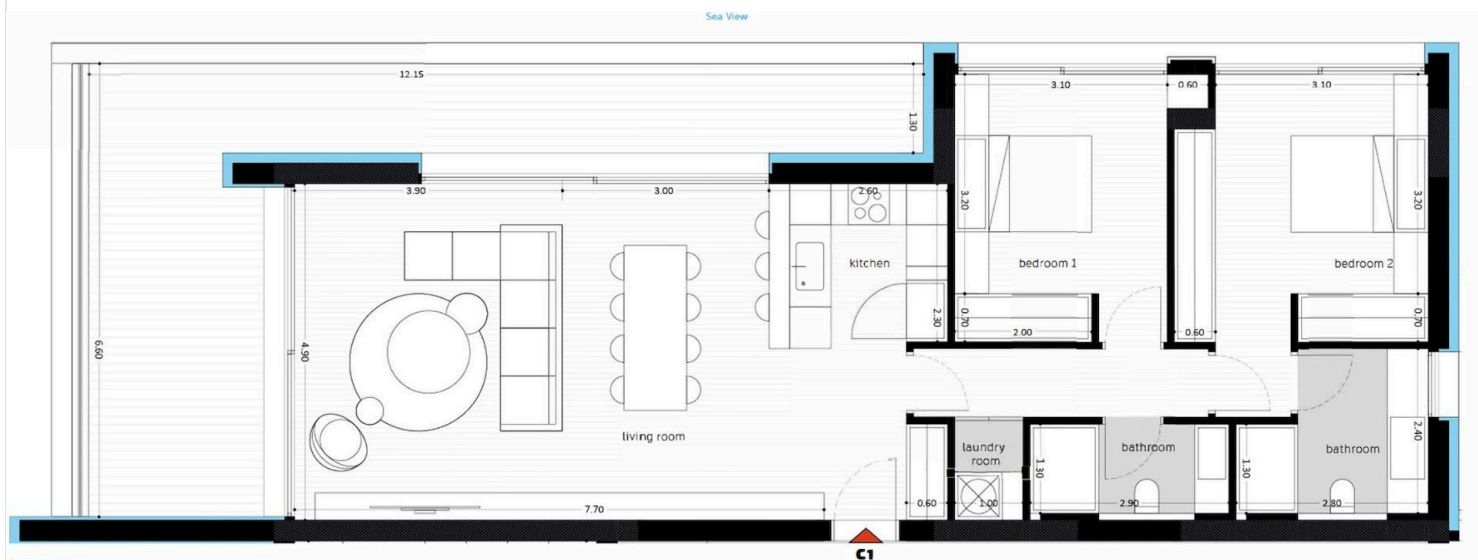 Sea View
12.15
3.10
0.60
3.10
1.30
3.90
3.00
2.60
3.20
3.20
kitchen
bedroom 1
bedroom 2
2.30
0.70
2.00
0.60
0.70
6.60
4.90
living room
laundry
room
bathroom
bathroom
2.40
1.30
1.30
7.70
0.60
1.00
2.90
2.80
C1